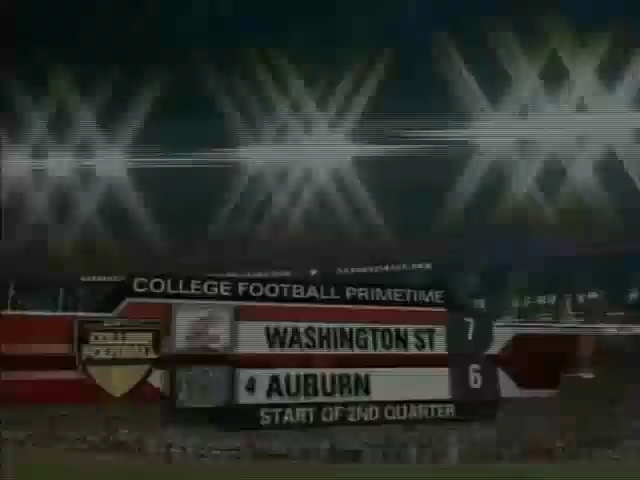 COLLEGE FOOTBALL PRIMETIME
WASHINGTON ST 7
4 AUBURN 6
START OF 2ND QUARTER